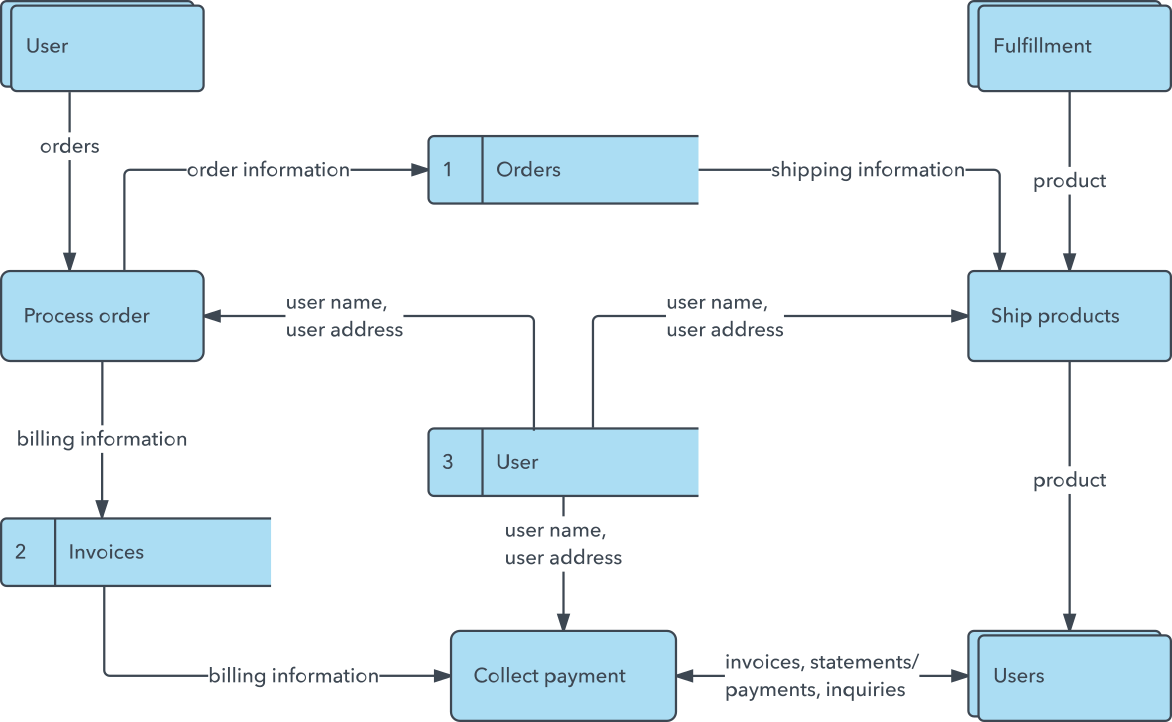 User
Fulfillment
orders
order information
1
Orders
shipping information
product
Process order
user name,
user address
user name,
user address
Ship products
billing information
3
User
product
2
Invoices
user name,
user address
billing information
Collect payment
invoices, statements/
payments, inquiries
Users